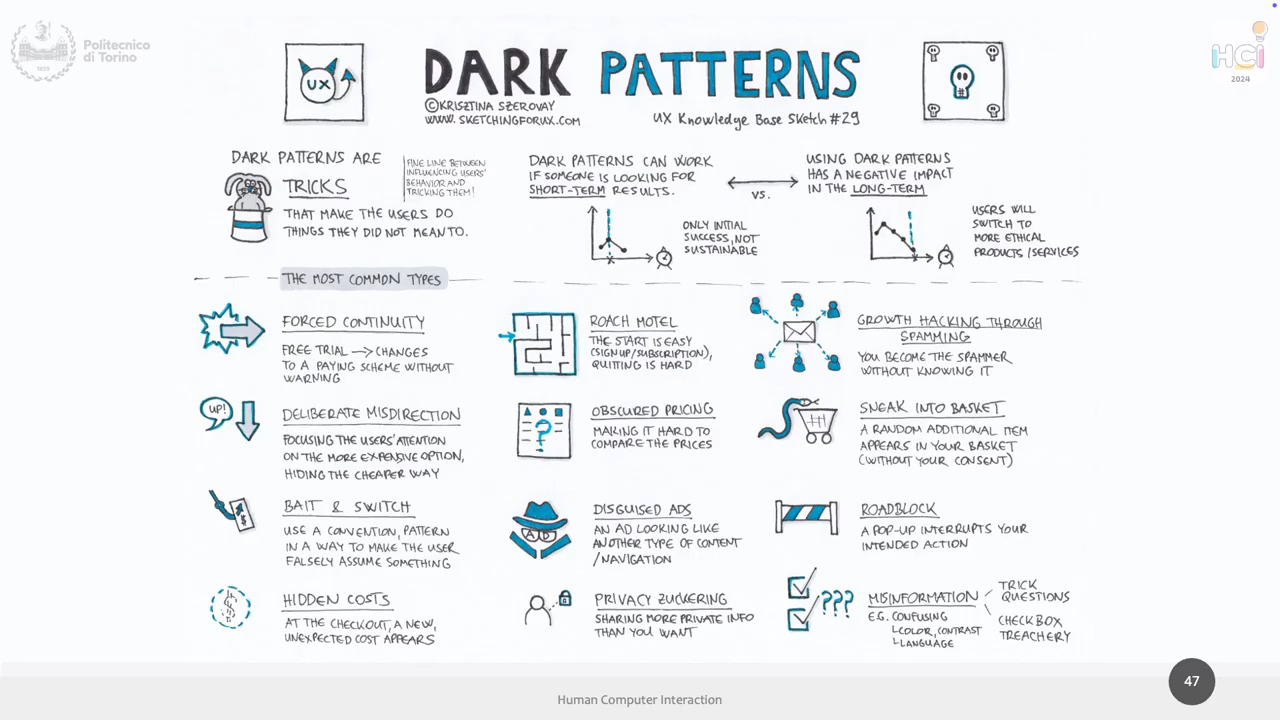 Politecnico
di Torino
1859
HCI
2024
UX
DARK PATTERNS
©KRISZTINA SZEROVAY
WWW.SKETCHINGFORUX.COM
UX Knowledge Base Sketch #29
DARK PATTERNS ARE
TRICKS
THAT MAKE THE USERS DO
THINGS THEY DID NOT MEAN TO.
FINE LINE BETWEEN
INFLUENCING USERS'
BEHAVIOR AND
TRICKING THEM!
DARK PATTERNS CAN WORK
IF SOMEONE IS LOOKING FOR
SHORT-TERM RESULTS.
ONLY INITIAL
SUCCESS, NOT
SUSTAINABLE
VS.
USING DARK PATTERNS
HAS A NEGATIVE IMPACT
IN THE LONG-TERM
USERS WILL
SWITCH TO
MORE ETHICAL
PRODUCTS/SERVICES
THE MOST COMMON TYPES
FORCED CONTINUITY
FREE TRIAL → CHANGES
TO A PAYING SCHEME WITHOUT
WARNING
ROACH MOTEL
THE START IS EASY
(SIGNUP/SUBSCRIPTION),
QUITTING IS HARD
GROWTH HACKING THROUGH
SPAMMING
YOU BECOME THE SPAMMER
WITHOUT KNOWING IT
UP!
DELIBERATE MISDIRECTION
FOCUSING THE USERS' ATTENTION
ON THE MORE EXPENSIVE OPTION,
HIDING THE CHEAPER WAY
?
OBSCURED PRICING
MAKING IT HARD TO
COMPARE THE PRICES
SNEAK INTO BASKET
A RANDOM ADDITIONAL ITEM
APPEARS IN YOUR BASKET
(WITHOUT YOUR CONSENT)
$
BAIT & SWITCH
USE A CONVENTION, PATTERN
IN A WAY TO MAKE THE USER
FALSELY ASSUME SOMETHING
AD
DISGUISED ADS
AN AD LOOKING LIKE
ANOTHER TYPE OF CONTENT
/NAVIGATION
ROADBLOCK
A POP-UP INTERRUPTS YOUR
INTENDED ACTION
$
HIDDEN COSTS
AT THE CHECKOUT, A NEW,
UNEXPECTED COST APPEARS
PRIVACY ZUCKERING
SHARING MORE PRIVATE INFO
THAN YOU WANT
???
MISINFORMATION
E.G. CONFUSING
COLOR, CONTRAST
LANGUAGE
TRICK
QUESTIONS
CHECKBOX
TREACHERY
Human Computer Interaction
47